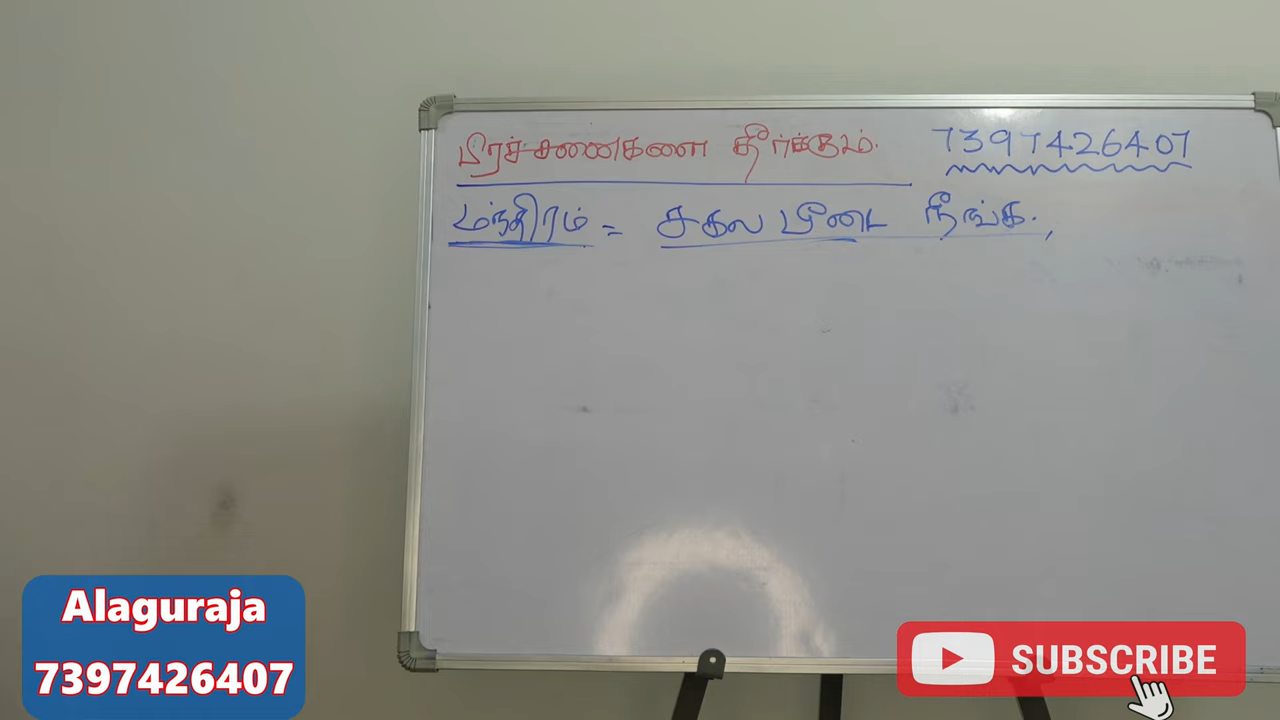 பிரச்சனைகளை தீர்க்கும்.
7397426407
மந்திரம் = சகல பீடை நீங்க.,
Alaguraja
7397426407
SUBSCRIBE